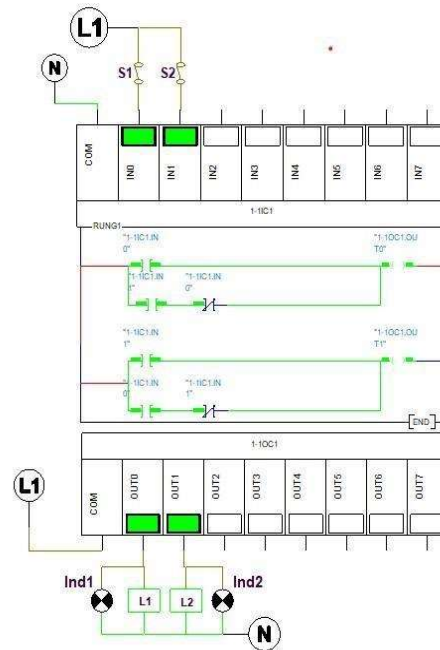 L1
N
S1 S2
COM IN0 IN1 IN2 IN3 IN4 IN5 IN6 IN7
1-1IC1
RUNG1
"1-1IC1.IN
0"
"1-1OC1.OU
T0"
"1-1IC1.IN
1"
"1-1IC1.IN
0"
"1-1IC1.IN
1"
"1-1OC1.OU
T1"
"1-1IC1.IN
0"
"1-1IC1.IN
1"
[END]
1-1OC1
L1
COM OUT0 OUT1 OUT2 OUT3 OUT4 OUT5 OUT6 OUT7
Ind1 L1 L2 Ind2
N